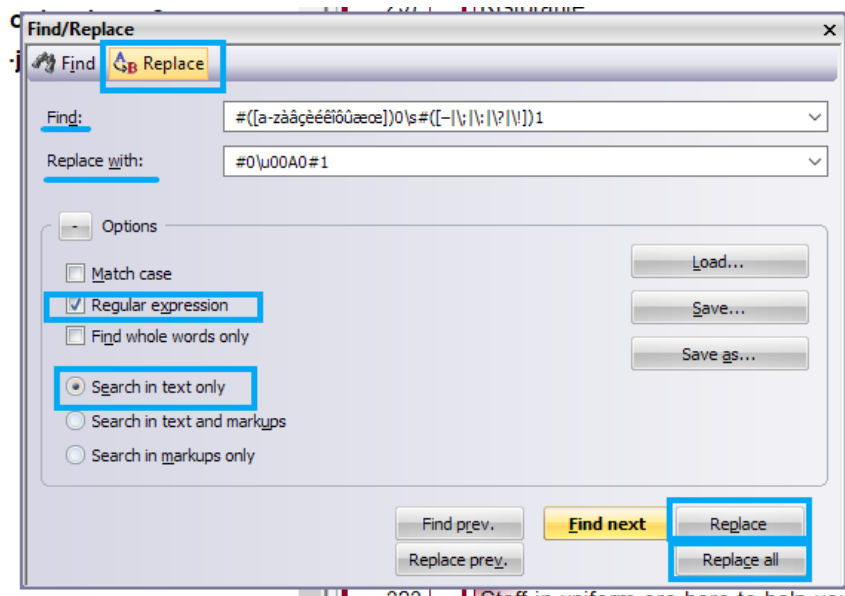 Find/Replace x
Find Replace
Find: #([a-zàâçèéêîôûæœ])0\s#([–|\;|\:|\?|\!])1
Replace with: #0\u00A0#1
- Options
Match case
Regular expression
Find whole words only
Search in text only
Search in text and markups
Search in markups only
Load...
Save...
Save as...
Find prev. Find next Replace
Replace prev. Replace all